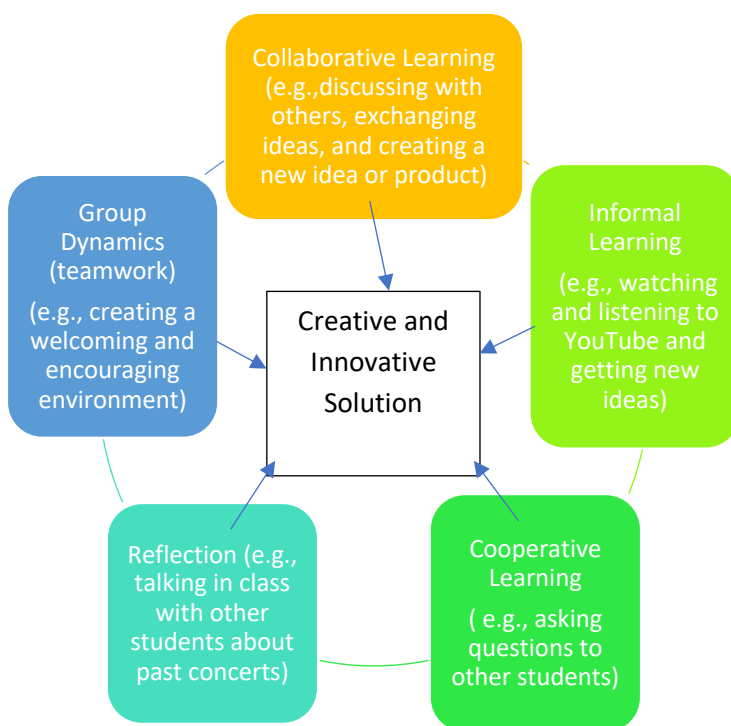 Collaborative Learning
(e.g.,discussing with
others, exchanging
ideas, and creating a
new idea or product)
Group
Dynamics
(teamwork)
(e.g., creating a
welcoming and
encouraging
environment)
Informal
Learning
(e.g., watching
and listening to
YouTube and
getting new
ideas)
Creative and
Innovative
Solution
Reflection (e.g.,
talking in class
with other
students about
past concerts)
Cooperative
Learning
( e.g., asking
questions to
other students)